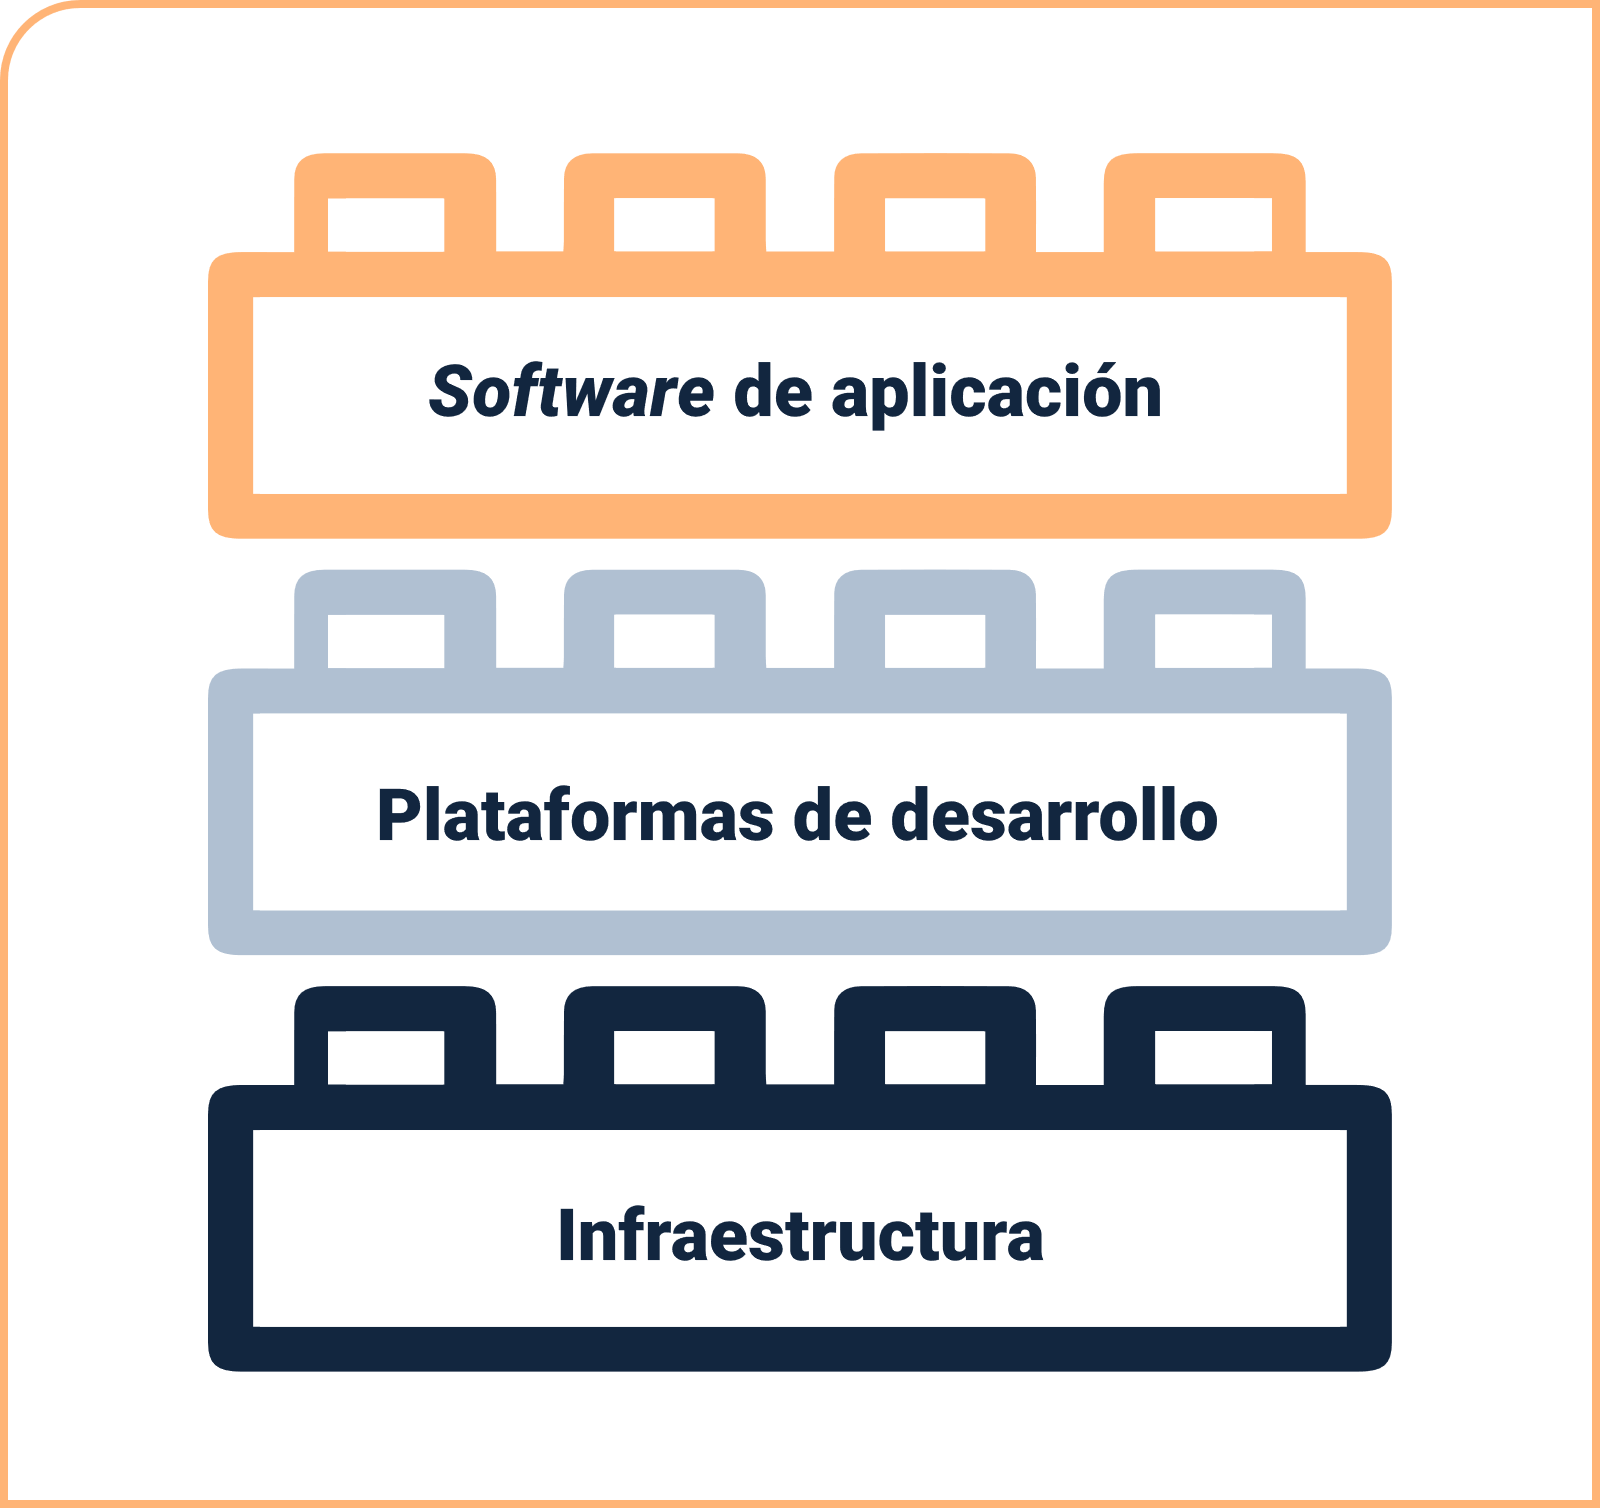 Software de aplicación
Plataformas de desarrollo
Infraestructura